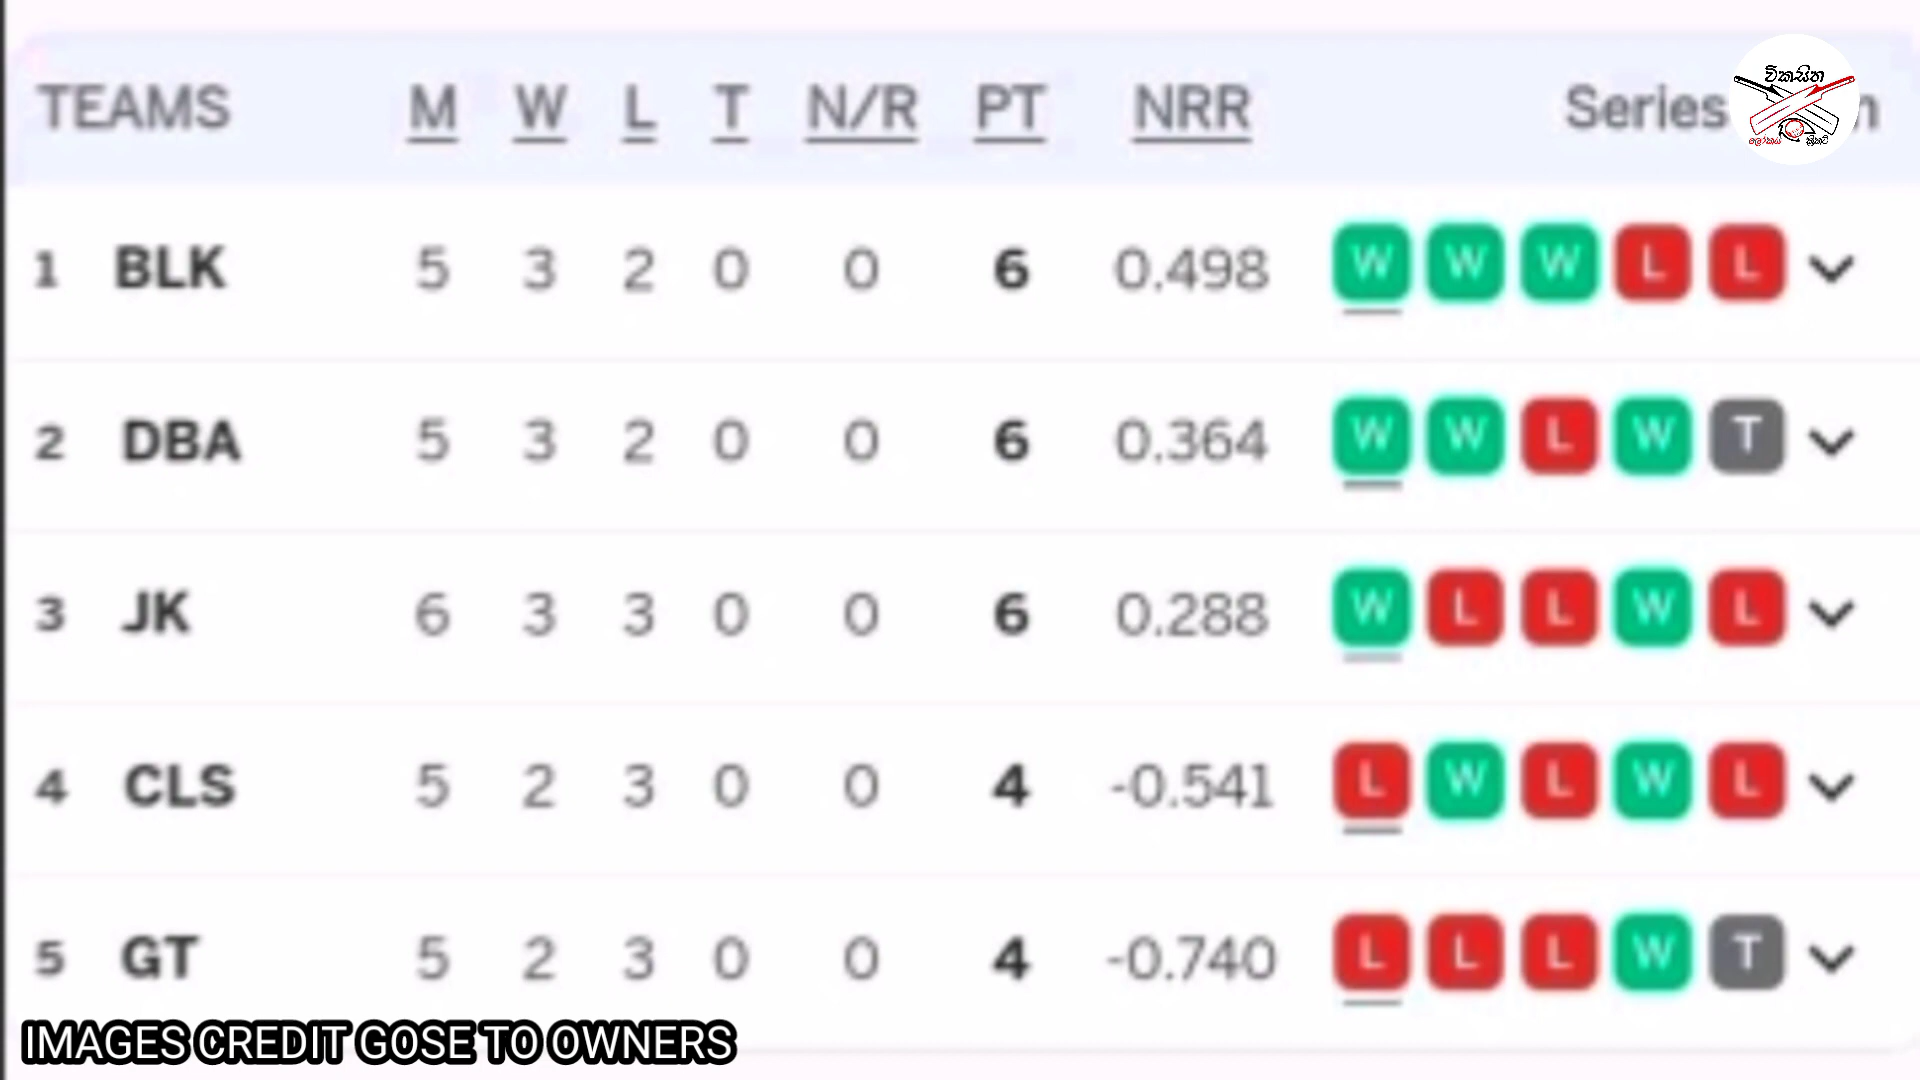 TEAMS M W L T N/R PT NRR Series n
විකසිත
ලෝකය ක්‍රිකට්
1 BLK 5 3 2 0 0 6 0.498 W W W L L
2 DBA 5 3 2 0 0 6 0.364 W W L W T
3 JK 6 3 3 0 0 6 0.288 W L L W L
4 CLS 5 2 3 0 0 4 -0.541 L W L W L
5 GT 5 2 3 0 0 4 -0.740 L L L W T
IMAGES CREDIT GOSE TO OWNERS